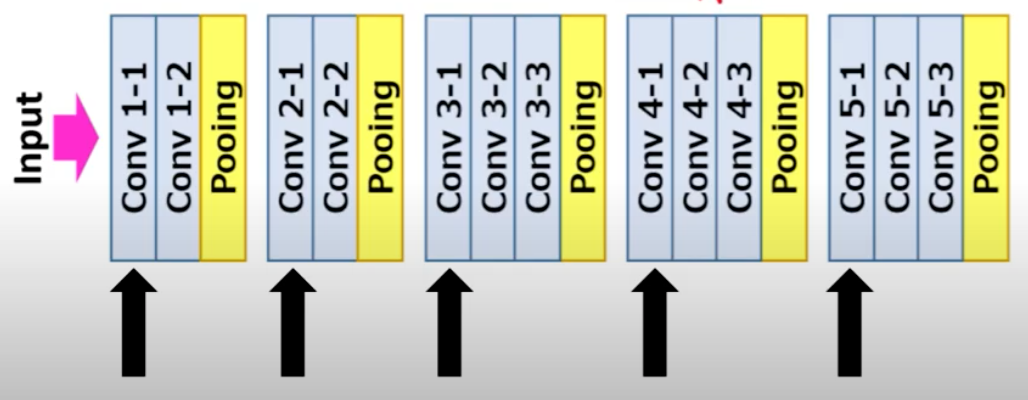 Input
Conv 1-1
Conv 1-2
Pooing
Conv 2-1
Conv 2-2
Pooing
Conv 3-1
Conv 3-2
Conv 3-3
Pooing
Conv 4-1
Conv 4-2
Conv 4-3
Pooing
Conv 5-1
Conv 5-2
Conv 5-3
Pooing